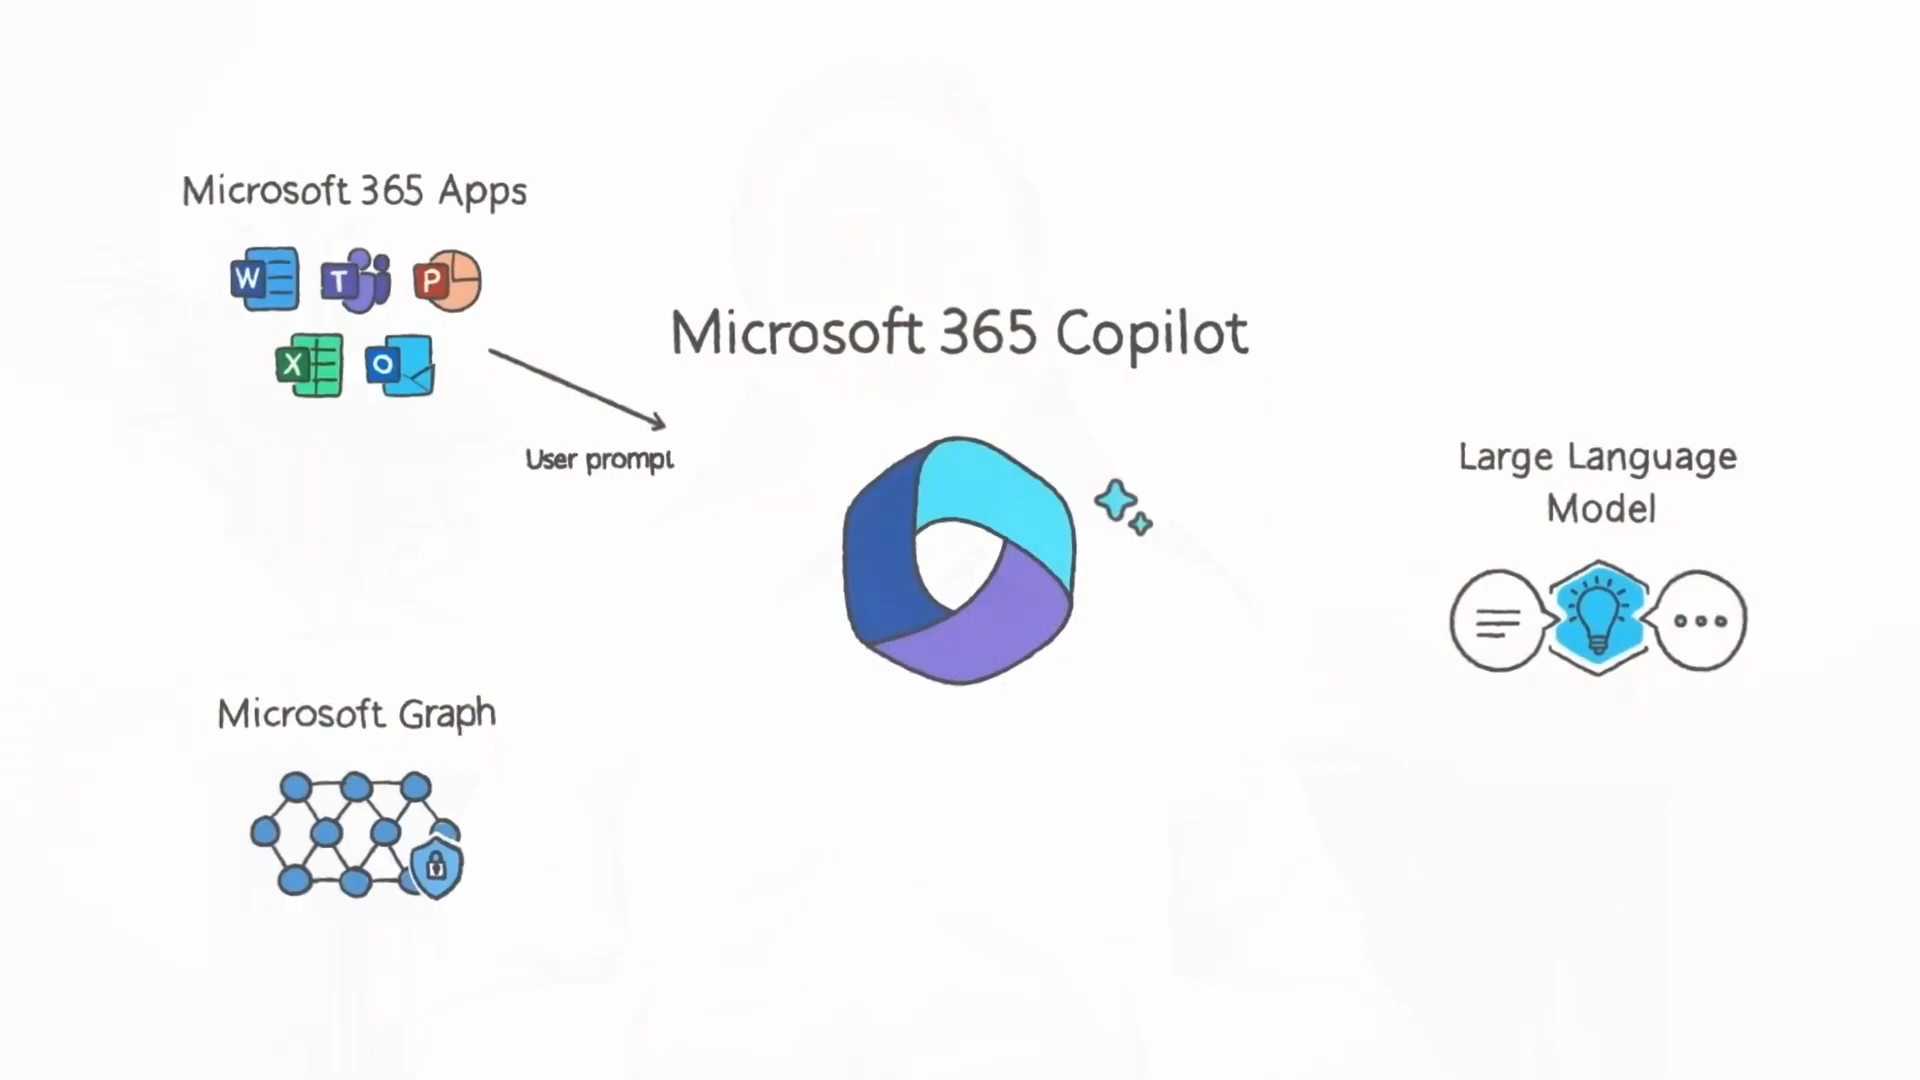 Microsoft 365 Apps
W
T
P
X
O
Microsoft 365 Copilot
User prompt
Large Language
Model
Microsoft Graph